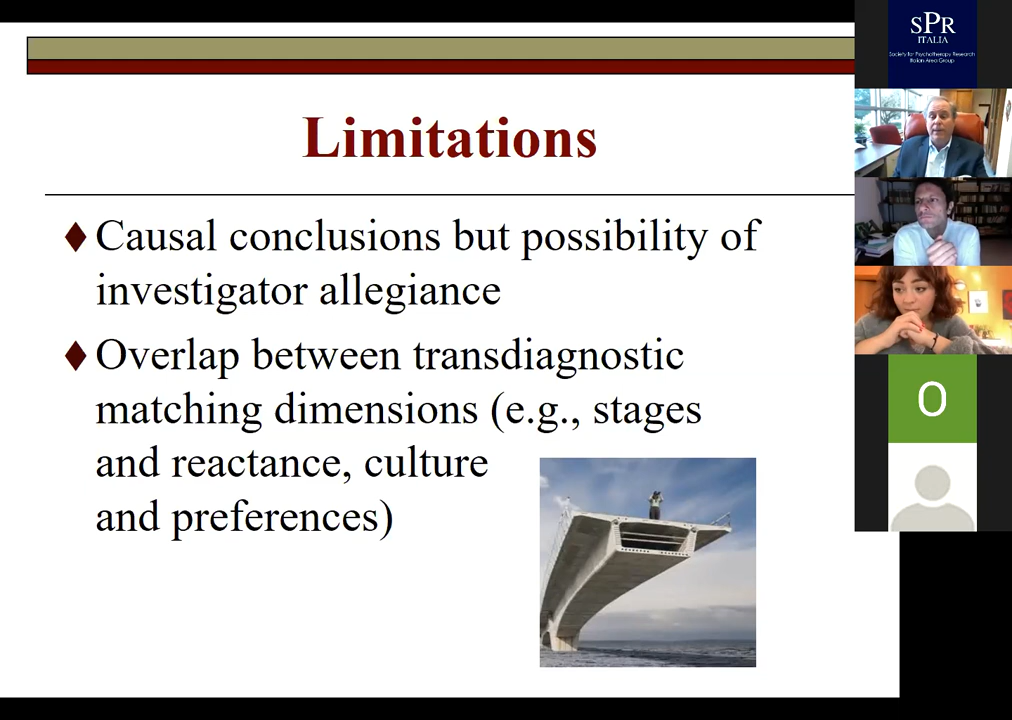 Limitations
Causal conclusions but possibility of
investigator allegiance
Overlap between transdiagnostic
matching dimensions (e.g., stages
and reactance, culture
and preferences)
SPR
ITALIA
Society for Psychotherapy Research
Italian Area Group
O